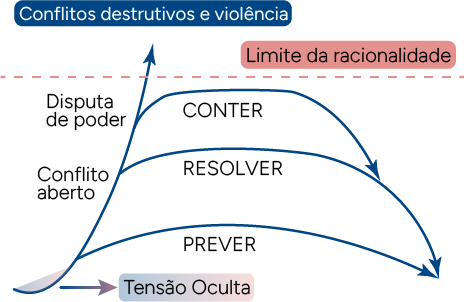 Conflitos destrutivos e violência
Limite da racionalidade
Disputa
de poder
CONTER
Conflito
aberto
RESOLVER
PREVER
Tensão Oculta